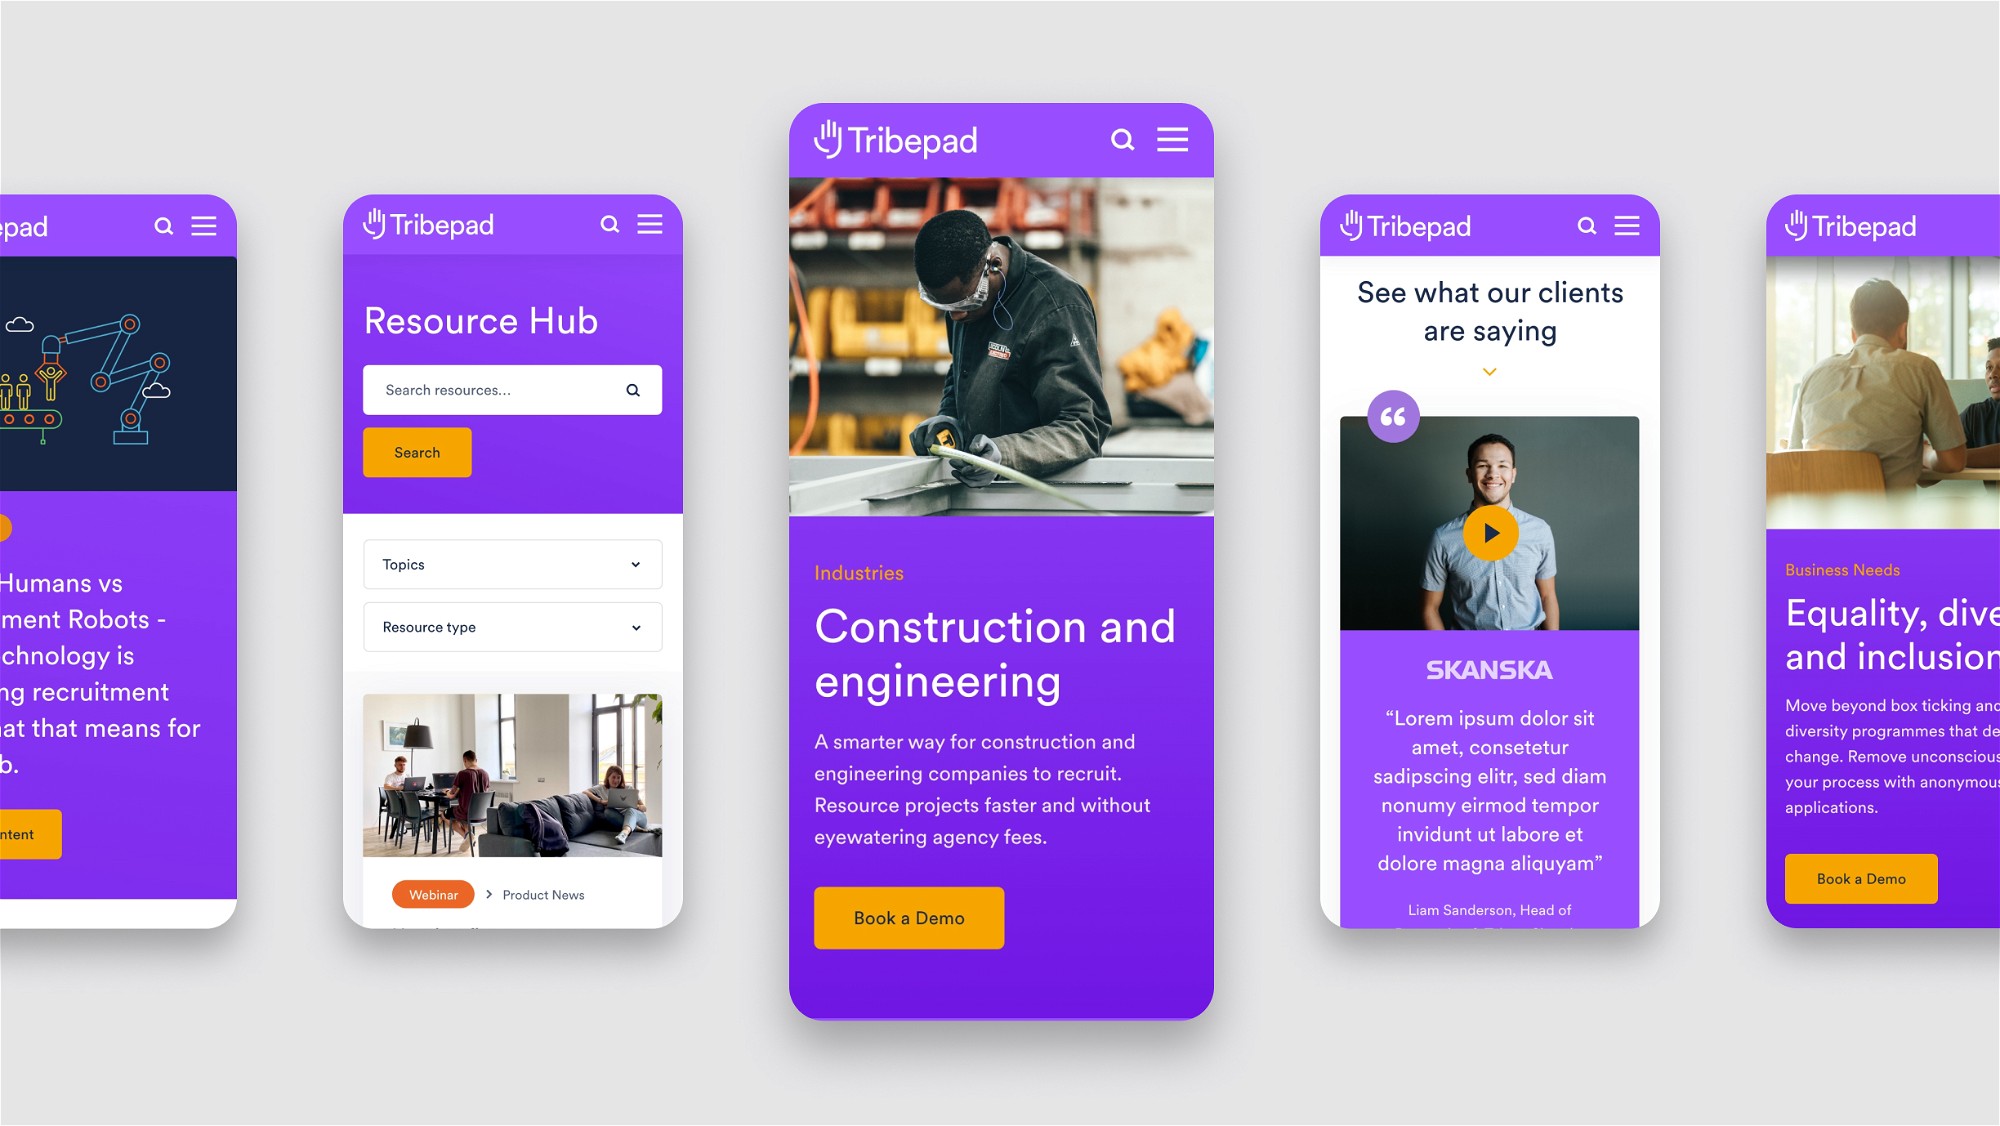 epad
Humans vs
ment Robots -
chnology is
ng recruitment
at that means for
b.
ntent
Tribepad
Resource Hub
Search resources...
Search
Topics
Resource type
Webinar
Product News
Tribepad
Industries
Construction and
engineering
A smarter way for construction and
engineering companies to recruit.
Resource projects faster and without
eyewatering agency fees.
Book a Demo
Tribepad
See what our clients
are saying
SKANSKA
“Lorem ipsum dolor sit
amet, consetetur
sadipscing elitr, sed diam
nonumy eirmod tempor
invidunt ut labore et
dolore magna aliquyam”
Liam Sanderson, Head of
Tribepad
Business Needs
Equality, dive
and inclusion
Move beyond box ticking and
diversity programmes that de
change. Remove unconscious
your process with anonymous
applications.
Book a Demo